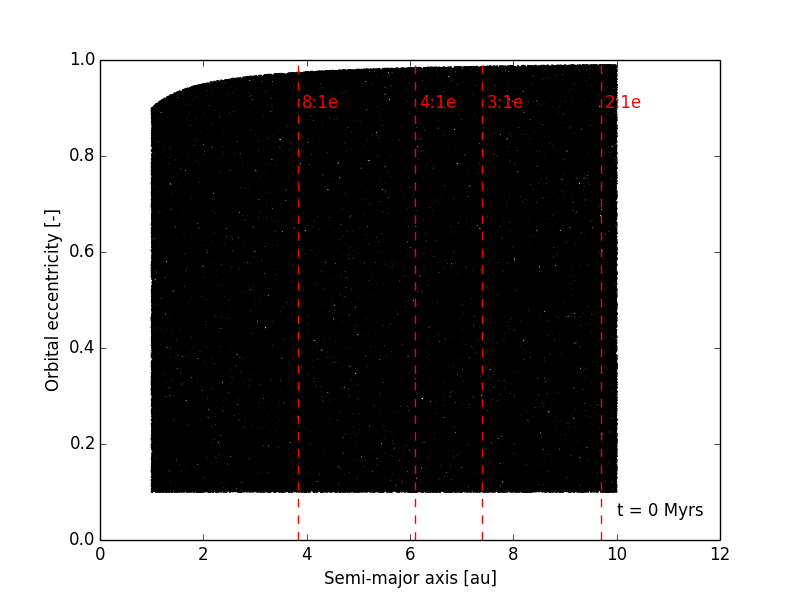 1.0
0.8
0.6
0.4
0.2
0.0
Orbital eccentricity [-]
8:1e
4:1e
3:1e
2:1e
t = 0 Myrs
0
2
4
6
8
10
12
Semi-major axis [au]